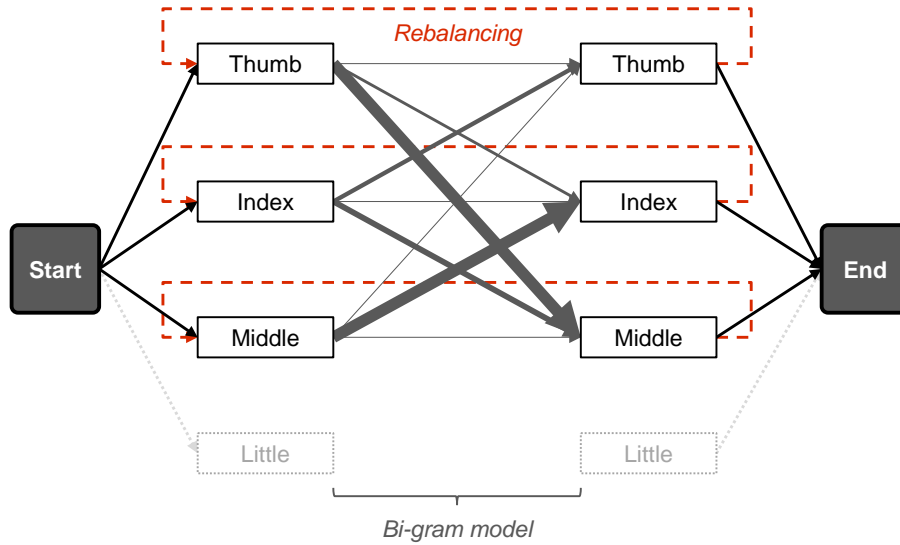 Rebalancing
Thumb
Thumb
Index
Index
Start
End
Middle
Middle
Little
Little
Bi-gram model